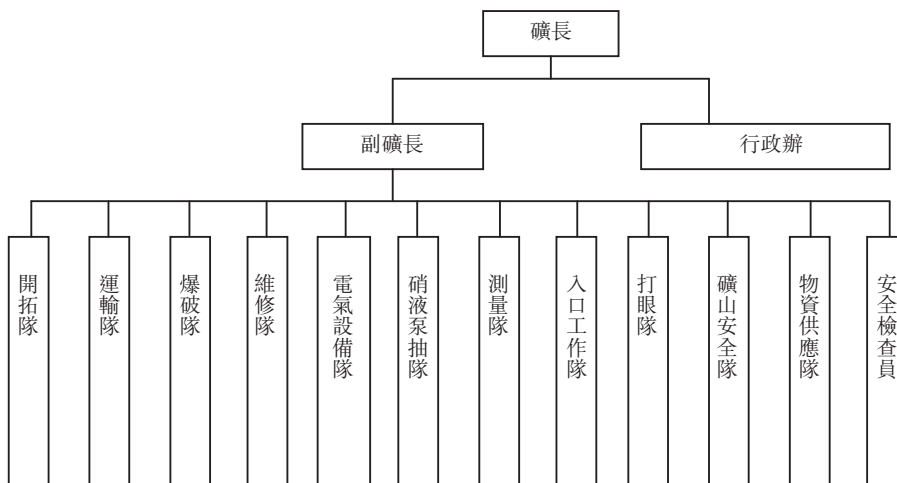 礦長
副礦長
行政辦
開拓隊
運輸隊
爆破隊
維修隊
電氣設備隊
硝液泵抽隊
測量隊
入口工作隊
打眼隊
礦山安全隊
物資供應隊
安全檢查員